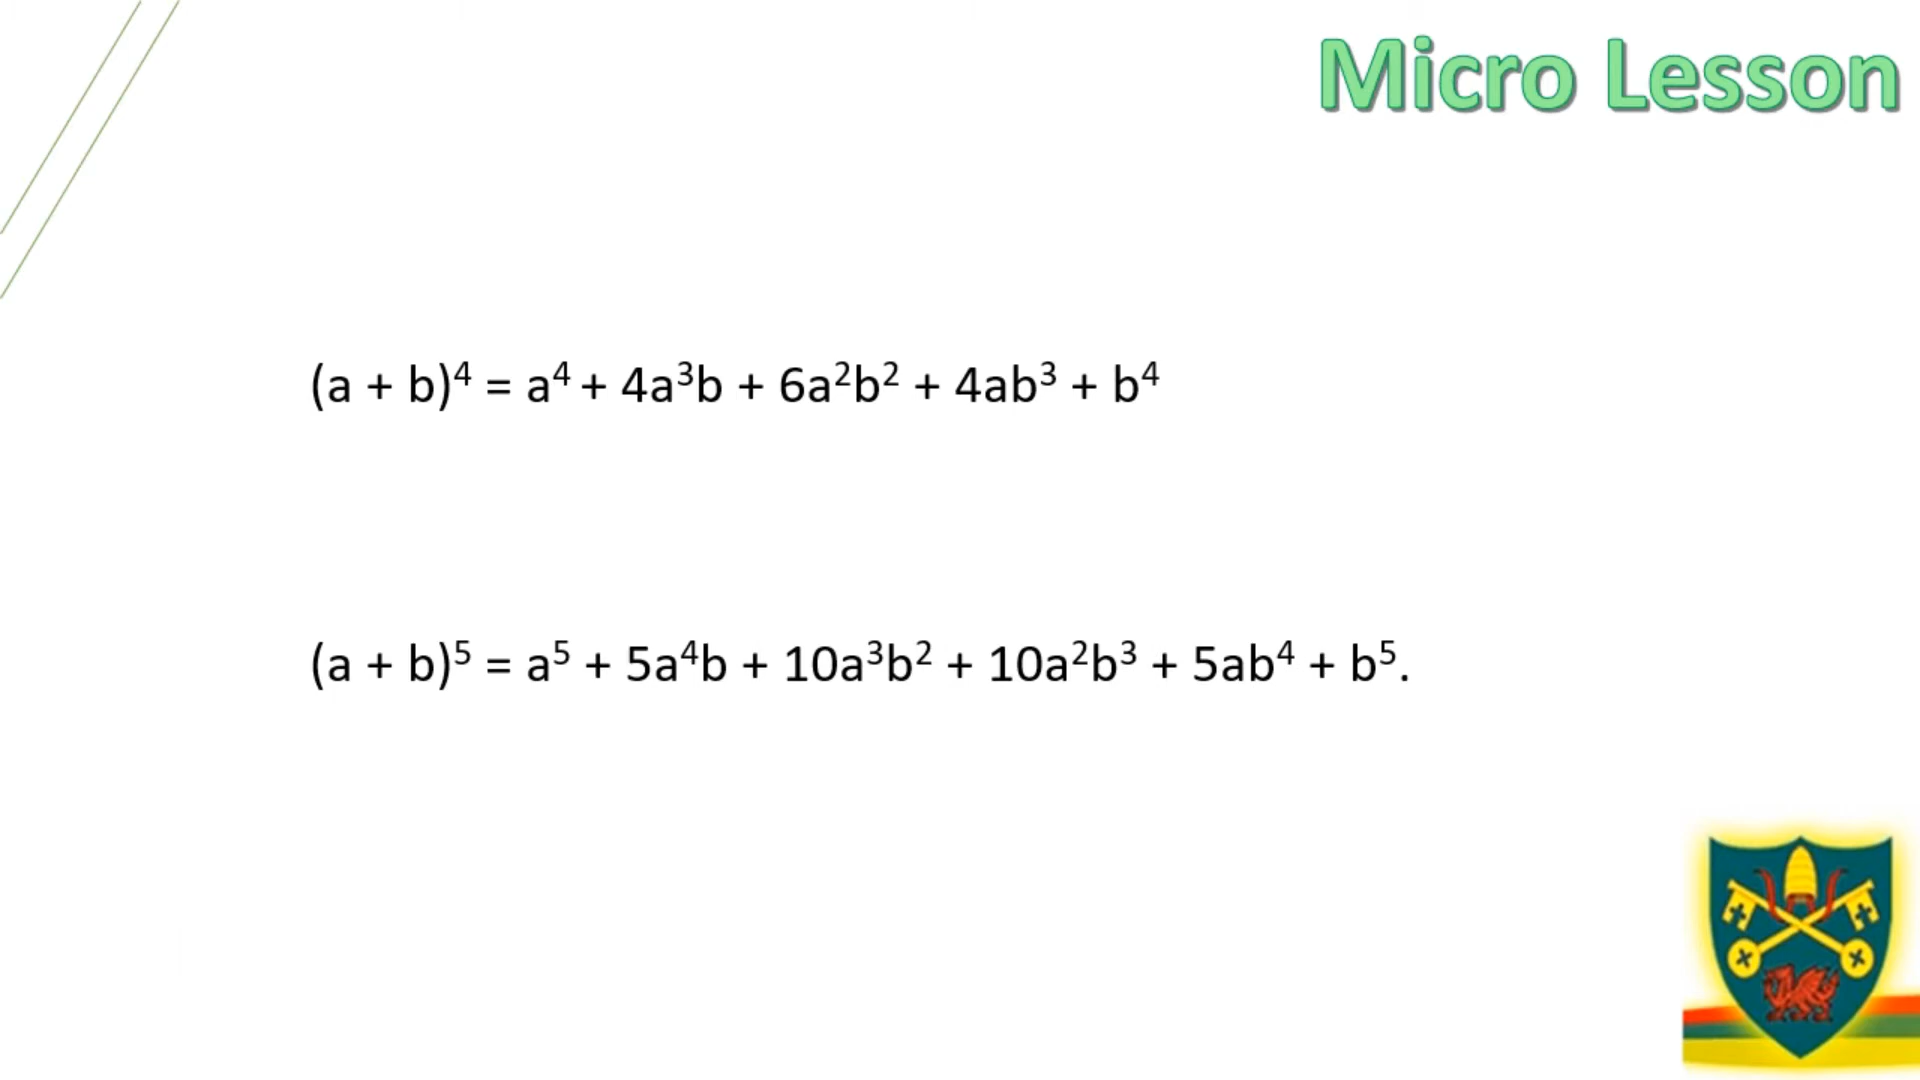 Micro Lesson
(a + b)⁴ = a⁴ + 4a³b + 6a²b² + 4ab³ + b⁴
(a + b)⁵ = a⁵ + 5a⁴b + 10a³b² + 10a²b³ + 5ab⁴ + b⁵.